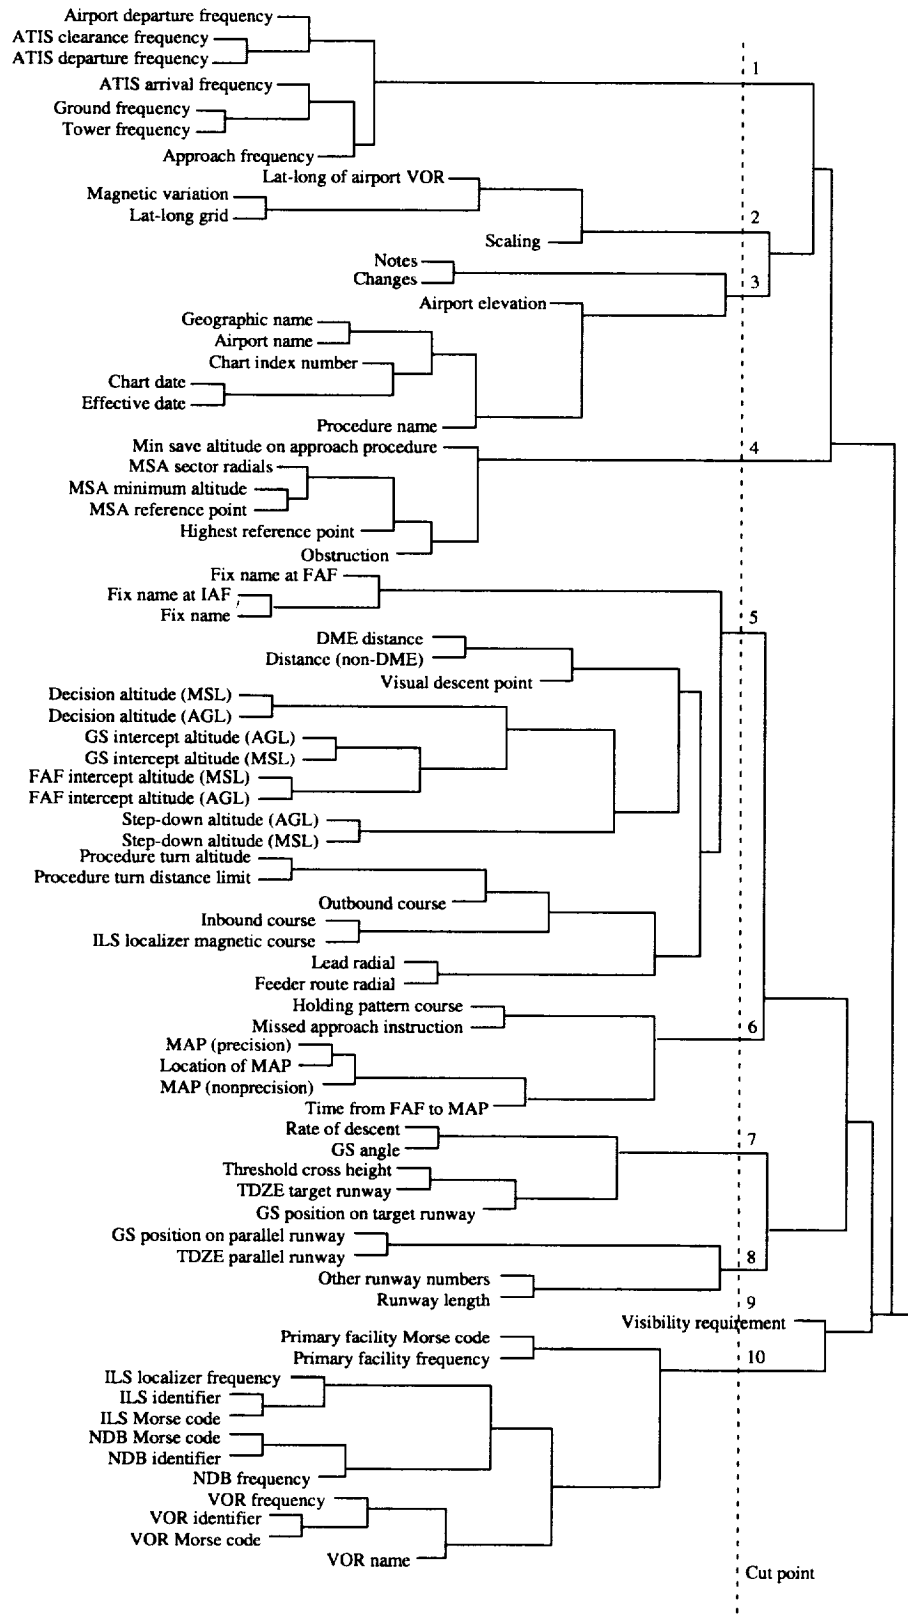 Airport departure frequency
ATIS clearance frequency
ATIS departure frequency
1
ATIS arrival frequency
Ground frequency
Tower frequency
Approach frequency
Lat-long of airport VOR
Magnetic variation
Lat-long grid
2
Scaling
Notes
Changes
3
Airport elevation
Geographic name
Airport name
Chart index number
Chart date
Effective date
Procedure name
Min save altitude on approach procedure
4
MSA sector radials
MSA minimum altitude
MSA reference point
Highest reference point
Obstruction
Fix name at FAF
Fix name at IAF
Fix name
5
DME distance
Distance (non-DME)
Visual descent point
Decision altitude (MSL)
Decision altitude (AGL)
GS intercept altitude (AGL)
GS intercept altitude (MSL)
FAF intercept altitude (MSL)
FAF intercept altitude (AGL)
Step-down altitude (AGL)
Step-down altitude (MSL)
Procedure turn altitude
Procedure turn distance limit
Outbound course
Inbound course
ILS localizer magnetic course
Lead radial
Feeder route radial
Holding pattern course
Missed approach instruction
6
MAP (precision)
Location of MAP
MAP (nonprecision)
Time from FAF to MAP
Rate of descent
GS angle
7
Threshold cross height
TDZE target runway
GS position on target runway
GS position on parallel runway
TDZE parallel runway
8
Other runway numbers
Runway length
9
Visibility requirement
Primary facility Morse code
Primary facility frequency
10
ILS localizer frequency
ILS identifier
ILS Morse code
NDB Morse code
NDB identifier
NDB frequency
VOR frequency
VOR identifier
VOR Morse code
VOR name
Cut point